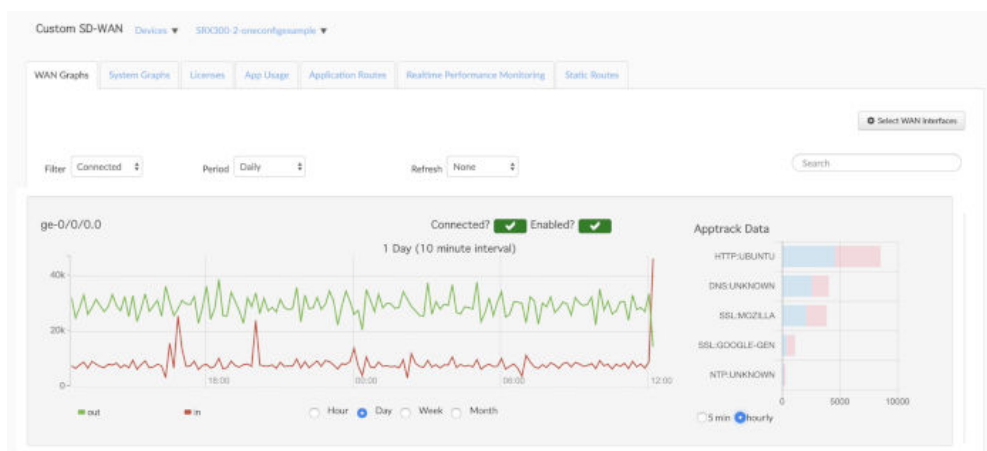 Custom SD-WAN Devices ▼ SRX300-2-oneconfigexample ▼
WAN Graphs System Graphs Licenses App Usage Application Routes Realtime Performance Monitoring Static Routes
Select WAN Interfaces
Filter Connected Period Daily Refresh None Search
ge-0/0/0.0 Connected? Enabled? Apptrack Data
1 Day (10 minute interval)
HTTP:UBUNTU
40k
DNS:UNKNOWN
SSL:MOZILLA
20k
SSL:GOOGLE-GEN
NTP:UNKNOWN
0 18:00 00:00 06:00 12:00
0 5000 10000
out in Hour Day Week Month
5 min hourly